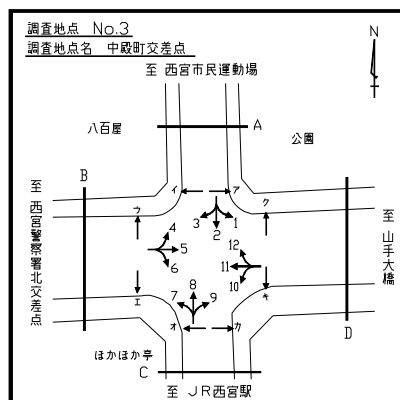 調査地点 No.3
調査地点名 中殿町交差点
至 西宮市民運動場
N
八百屋
A
公園
B
至 西宮警察署北交差点
イ
ア
ウ
ク
3
1
2
4
5
6
12
11
10
至 山手大橋
エ
キ
7
8
9
オ
カ
D
ほかほか亭
C
至 JR西宮駅